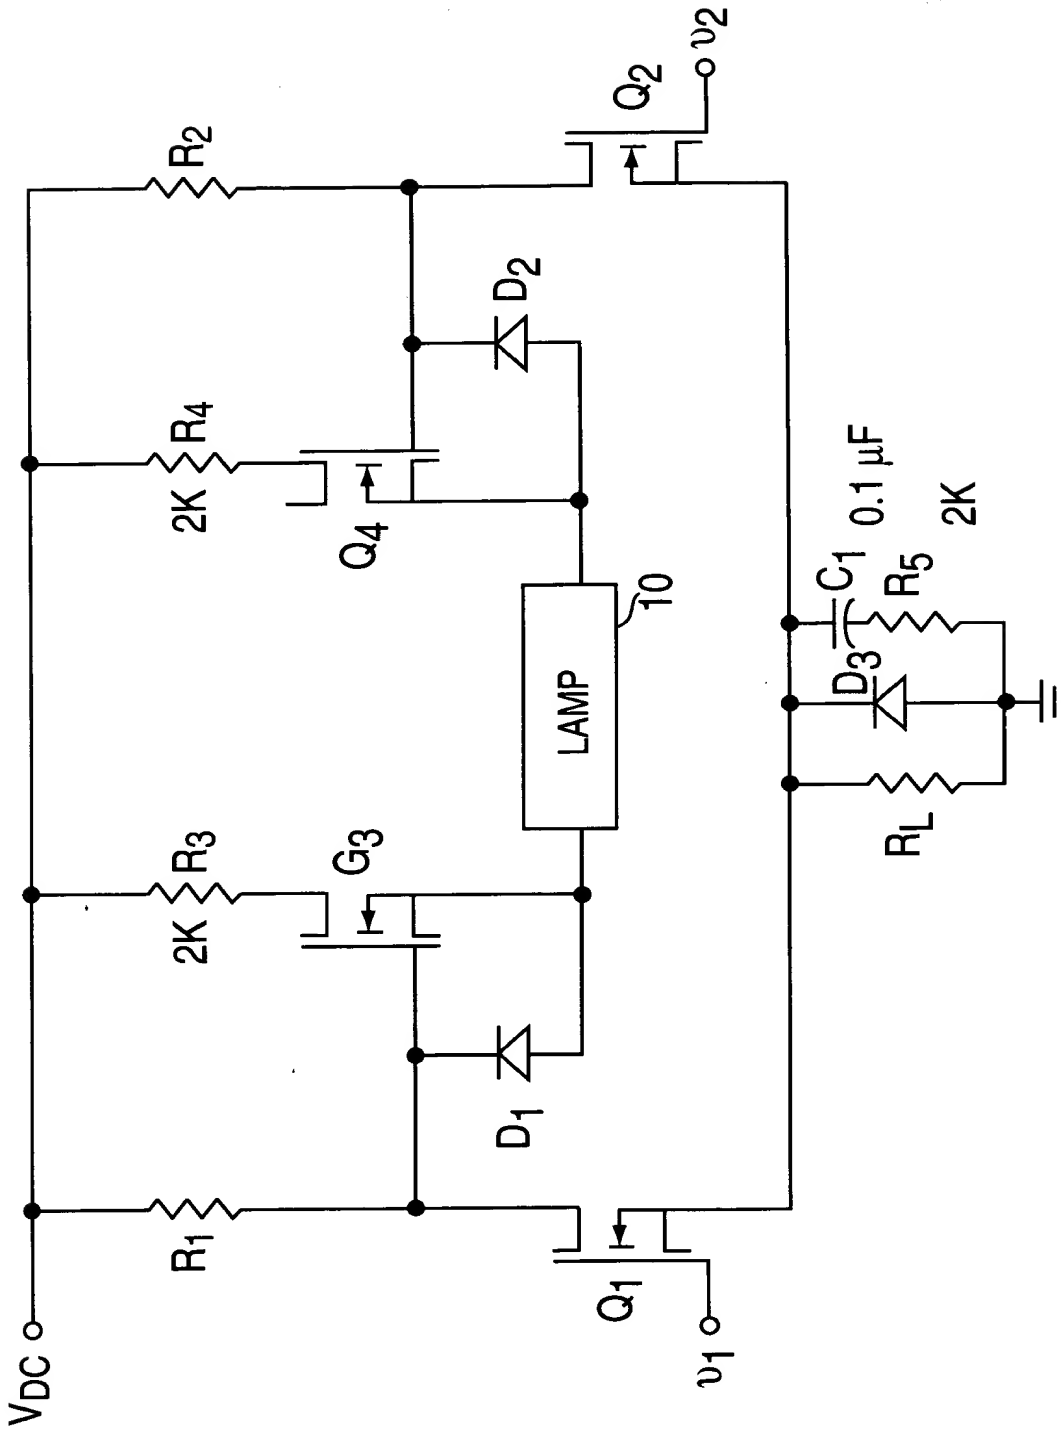 VDC
R1
R2
2K R3
2K R4
G3
Q4
D1
D2
LAMP
10
Q1
Q2
υ1
υ2
RL
D3
C1 0.1 μF
R5 2K